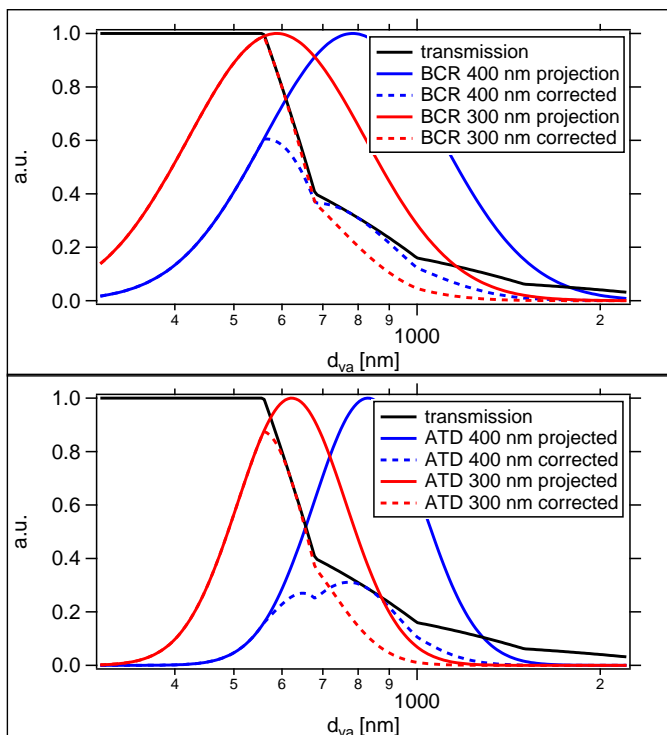 1.0
0.8
0.6
0.4
0.2
0.0
a.u.
transmission
BCR 400 nm projection
BCR 400 nm corrected
BCR 300 nm projection
BCR 300 nm corrected
4 5 6 7 8 9 1000 2
d_va [nm]
1.0
0.8
0.6
0.4
0.2
0.0
a.u.
transmission
ATD 400 nm projected
ATD 400 nm corrected
ATD 300 nm projected
ATD 300 nm corrected
4 5 6 7 8 9 1000 2
d_va [nm]